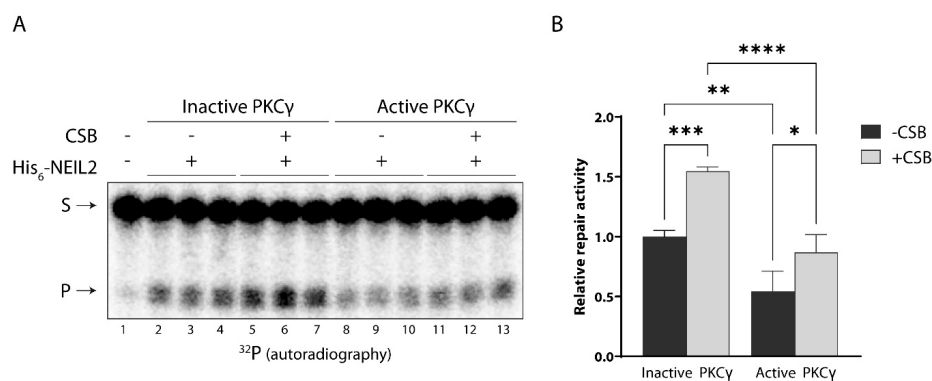 A
Inactive PKCγ Active PKCγ
CSB - - + - +
His6-NEIL2 - + + + +
S →
P →
1 2 3 4 5 6 7 8 9 10 11 12 13
32P (autoradiography)
B
****
**
*** *
-CSB
+CSB
Relative repair activity
2.0
1.5
1.0
0.5
0.0
Inactive PKCγ Active PKCγ